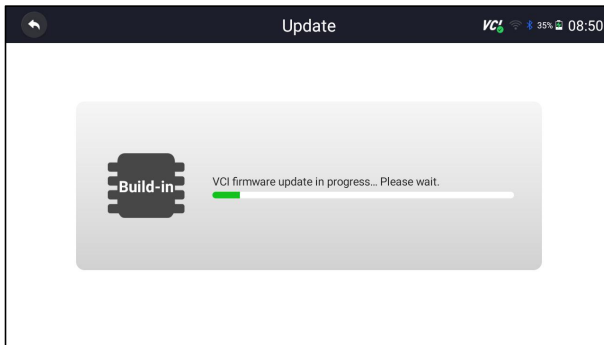 Update
VCI 35% 08:50
Build-in
VCI firmware update in progress... Please wait.